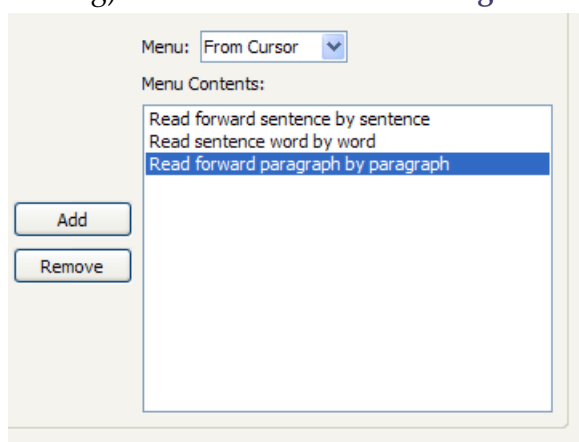 Menu: From Cursor
Menu Contents:
Read forward sentence by sentence
Read sentence word by word
Read forward paragraph by paragraph
Add
Remove